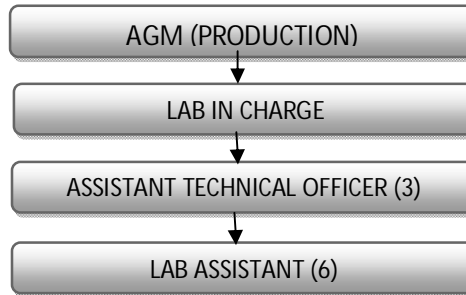 AGM (PRODUCTION)
LAB IN CHARGE
ASSISTANT TECHNICAL OFFICER (3)
LAB ASSISTANT (6)